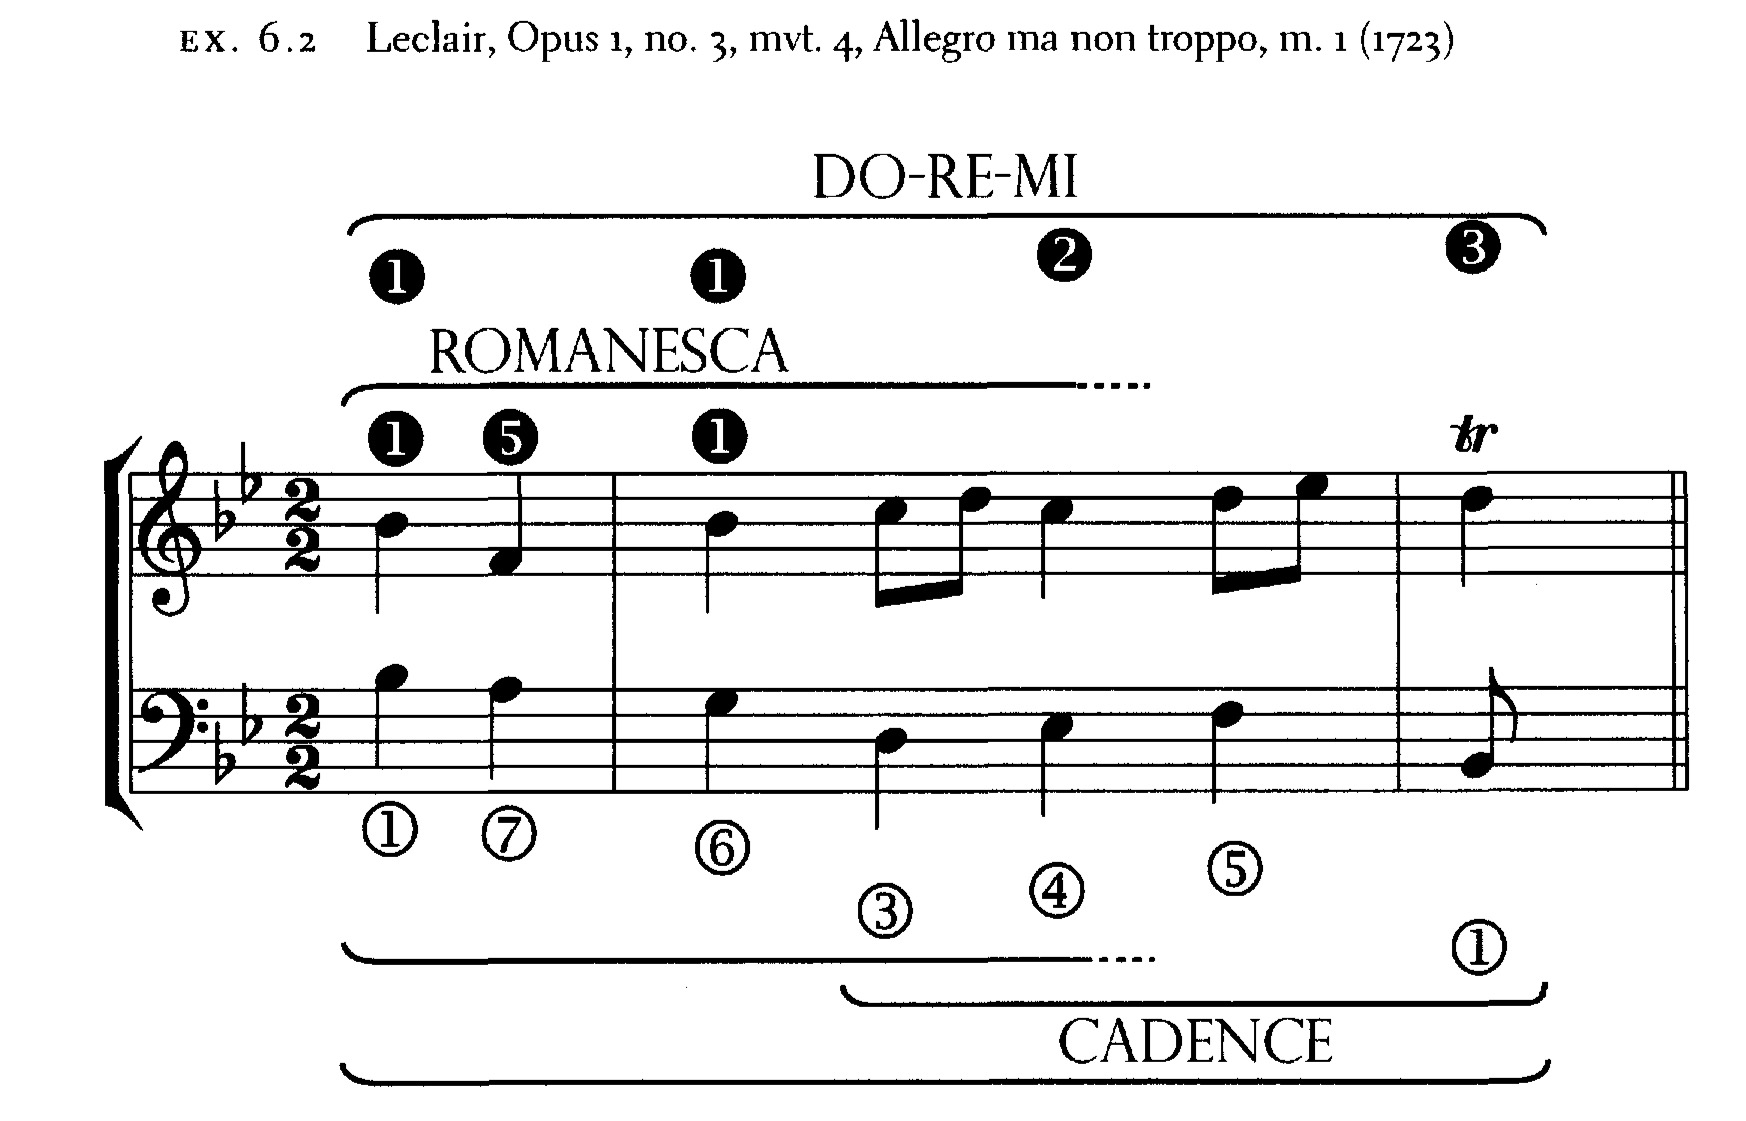 EX. 6.2 Leclair, Opus 1, no. 3, mvt. 4, Allegro ma non troppo, m. 1 (1723)
DO-RE-MI
❶ ❶ ❷ ❸
ROMANESCA
❶ ❺ ❶ tr
2 2
2 2
① ⑦ ⑥ ③ ④ ⑤ ①
CADENCE